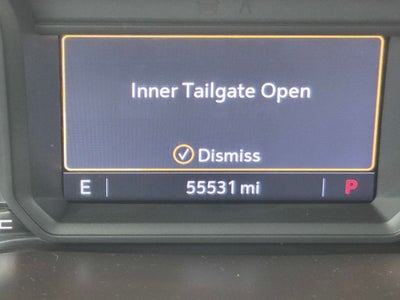 Inner Tailgate Open
Dismiss
E 55531 mi P
C